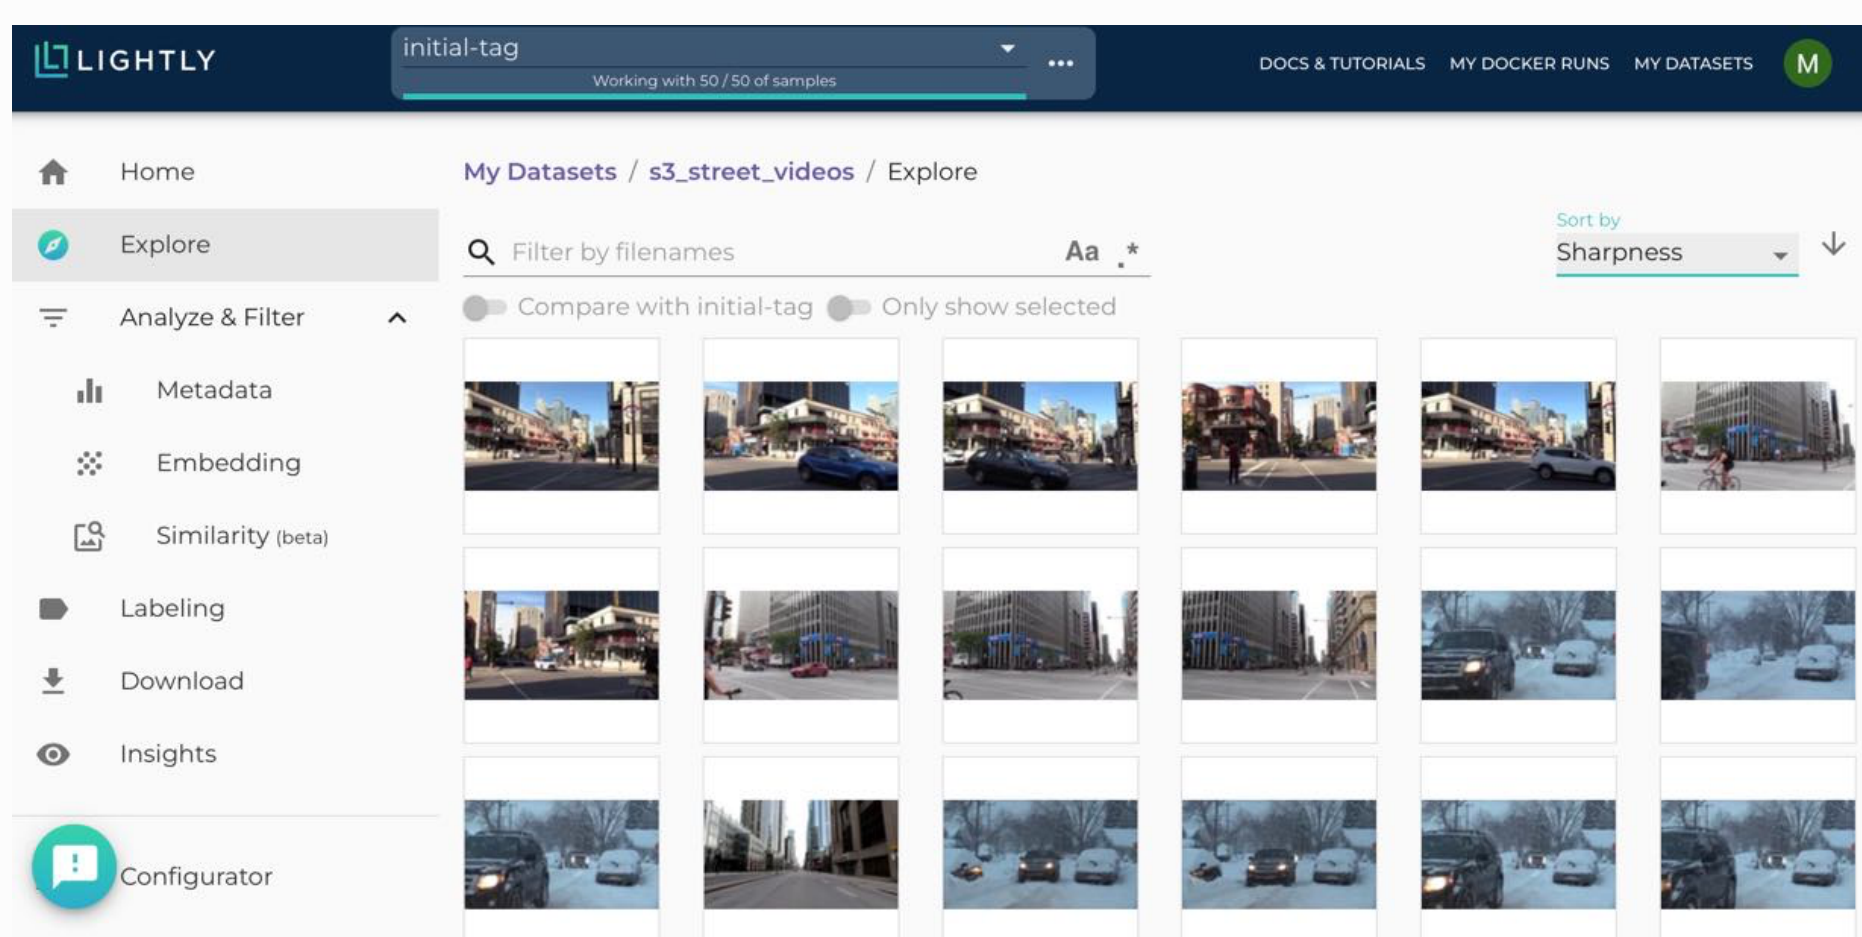 LIGHTLY
initial-tag
Working with 50 / 50 of samples
DOCS & TUTORIALS
MY DOCKER RUNS
MY DATASETS
M
Home
Explore
Analyze & Filter
Metadata
Embedding
Similarity (beta)
Labeling
Download
Insights
Configurator
My Datasets / s3_street_videos / Explore
Filter by filenames
Aa .*
Sort by
Sharpness
Compare with initial-tag
Only show selected